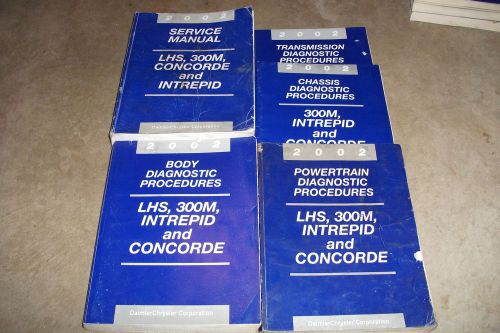 2002
SERVICE
MANUAL
LHS, 300M,
CONCORDE
and
INTREPID
DaimlerChrysler Corporation
2002
TRANSMISSION
DIAGNOSTIC
PROCEDURES
2002
CHASSIS
DIAGNOSTIC
PROCEDURES
300M,
INTREPID
and
CONCORDE
2002
BODY
DIAGNOSTIC
PROCEDURES
LHS, 300M,
INTREPID
and
CONCORDE
DaimlerChrysler Corporation
2002
POWERTRAIN
DIAGNOSTIC
PROCEDURES
LHS, 300M,
INTREPID
and
CONCORDE
DaimlerChrysler Corporation